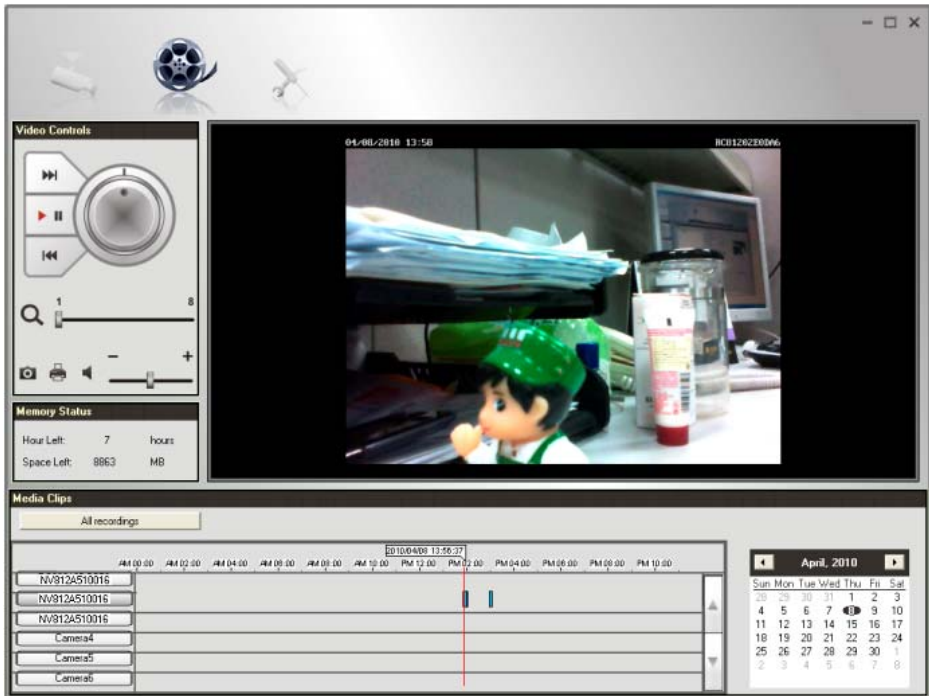 Video Controls
1 8
- +
Memory Status
Hour Left: 7 hours
Space Left: 8863 MB
04/08/2010 13:58
Media Clips
All recordings
2010/04/08 13:56:37
AM 00:00 AM 02:00 AM 04:00 AM 06:00 AM 08:00 AM 10:00 PM 12:00 PM 02:00 PM 04:00 PM 06:00 PM 08:00 PM 10:00
NV812A510016
NV812A510016
NV812A510016
Camera4
Camera5
Camera6
April, 2010
Sun Mon Tue Wed Thu Fri Sat
28 29 30 31 1 2 3
4 5 6 7 8 9 10
11 12 13 14 15 16 17
18 19 20 21 22 23 24
25 26 27 28 29 30 1
2 3 4 5 6 7 8